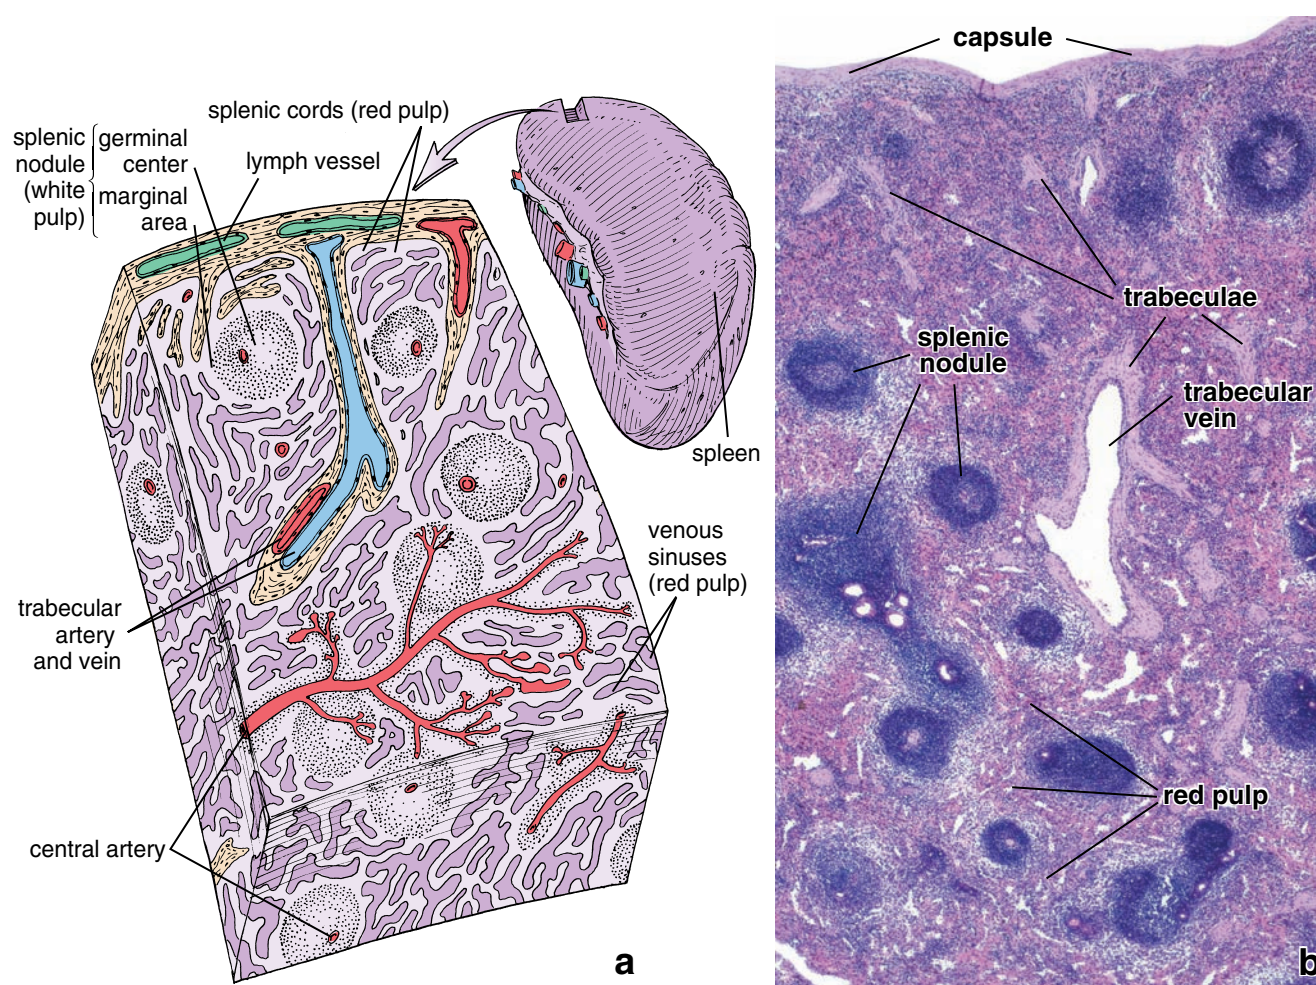 splenic cords (red pulp)
splenic
nodule
(white
pulp)
germinal
center
marginal
area
lymph vessel
spleen
venous
sinuses
(red pulp)
trabecular
artery
and vein
central artery
a
capsule
trabeculae
splenic
nodule
trabecular
vein
red pulp
b